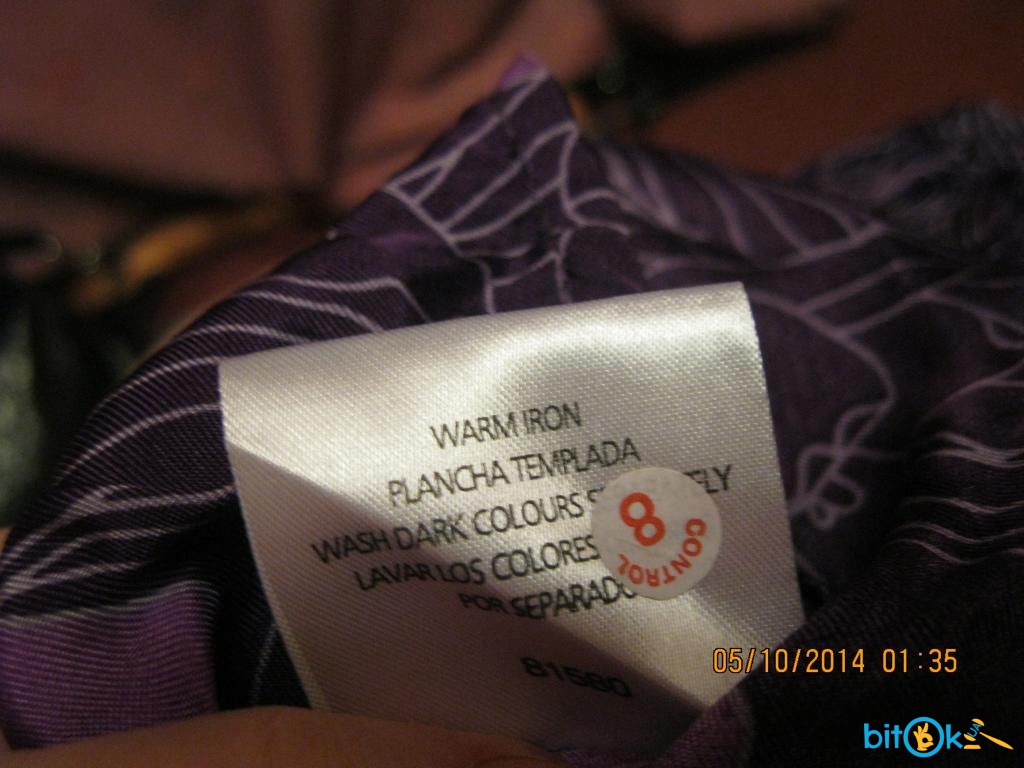 WARM IRON
PLANCHA TEMPLADA
WASH DARK COLOURS
LAVAR LOS COLORES
POR SEPARADO
8
CONTROL
05/10/2014 01:35
bitok
UA